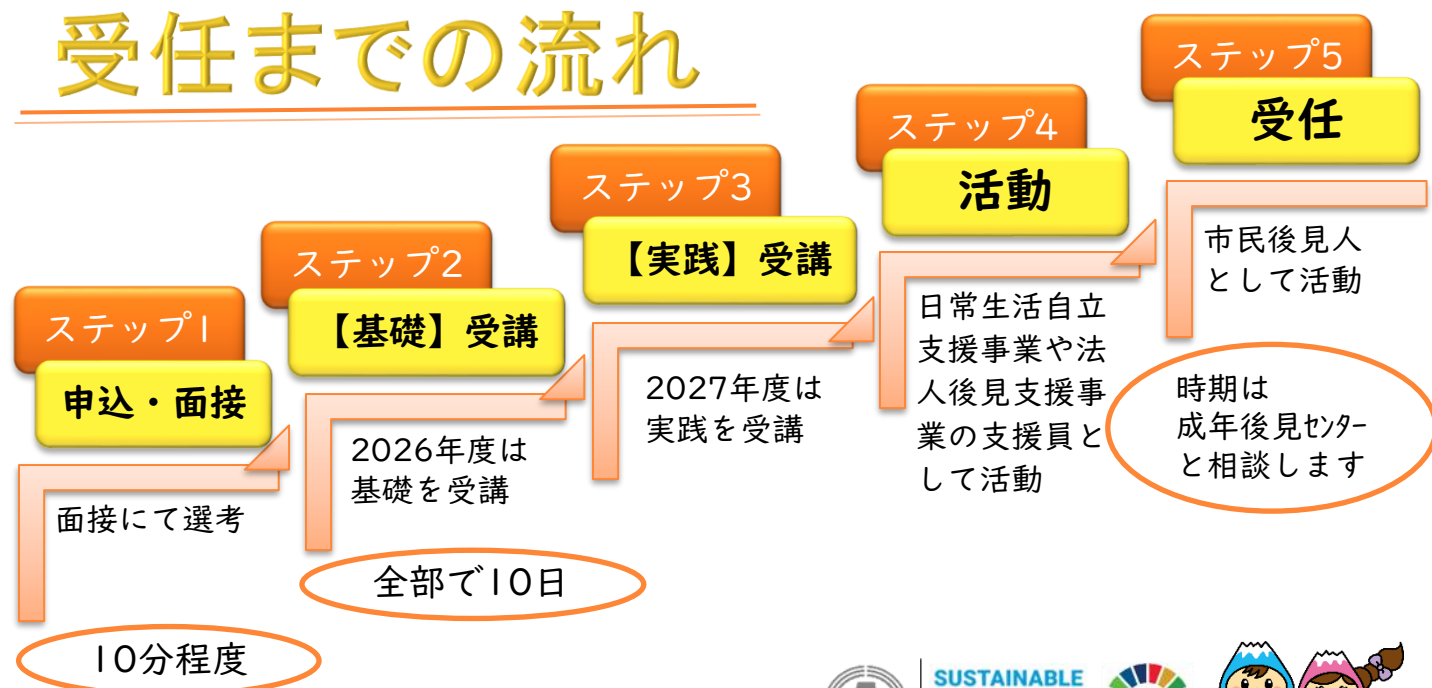 受任までの流れ
ステップ1
申込・面接
面接にて選考
10分程度
ステップ2
【基礎】受講
2026年度は
基礎を受講
全部で10日
ステップ3
【実践】受講
2027年度は
実践を受講
ステップ4
活動
日常生活自立
支援事業や法
人後見支援事
業の支援員と
して活動
ステップ5
受任
市民後見人
として活動
時期は
成年後見ｾﾝﾀｰ
と相談します
SUSTAINABLE